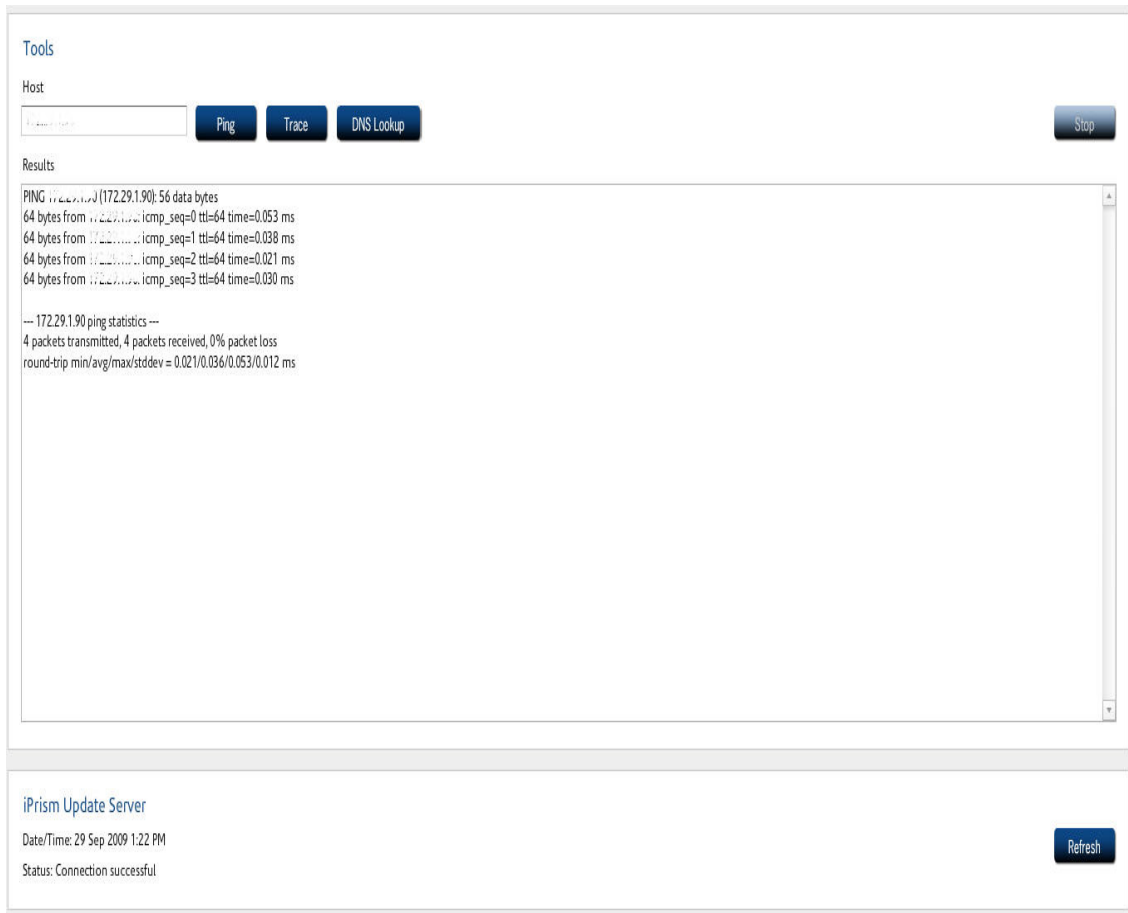 Tools
Host
Ping
Trace
DNS Lookup
Stop
Results
PING (172.29.1.90): 56 data bytes
64 bytes from icmp_seq=0 ttl=64 time=0.053 ms
64 bytes from icmp_seq=1 ttl=64 time=0.038 ms
64 bytes from icmp_seq=2 ttl=64 time=0.021 ms
64 bytes from icmp_seq=3 ttl=64 time=0.030 ms
--- 172.29.1.90 ping statistics ---
4 packets transmitted, 4 packets received, 0% packet loss
round-trip min/avg/max/stddev = 0.021/0.036/0.053/0.012 ms
iPrism Update Server
Date/Time: 29 Sep 2009 1:22 PM
Refresh
Status: Connection successful